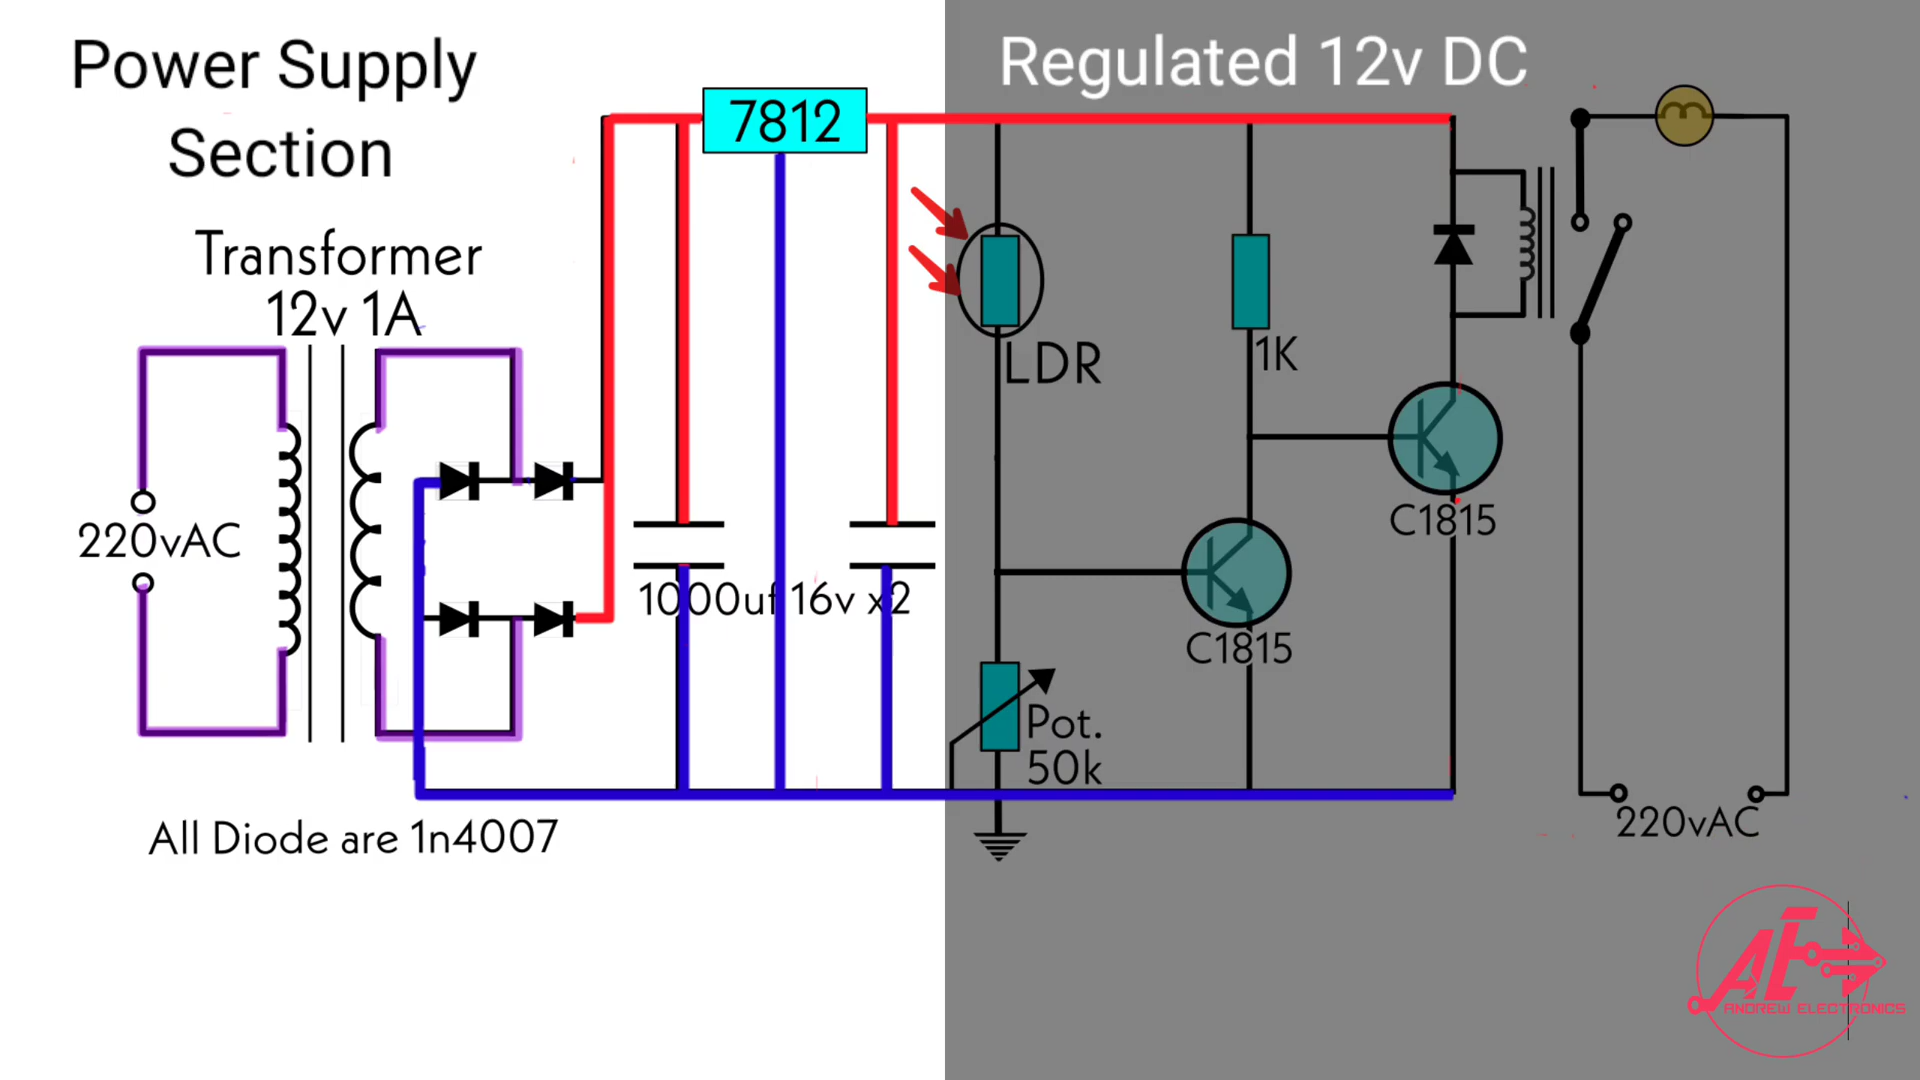 Power Supply
Section
Regulated 12v DC
7812
Transformer
12v 1A
220vAC
1000uf 16v x2
All Diode are 1n4007
LDR
1K
C1815
C1815
Pot.
50k
220vAC
AE
ANDREW ELECTRONICS